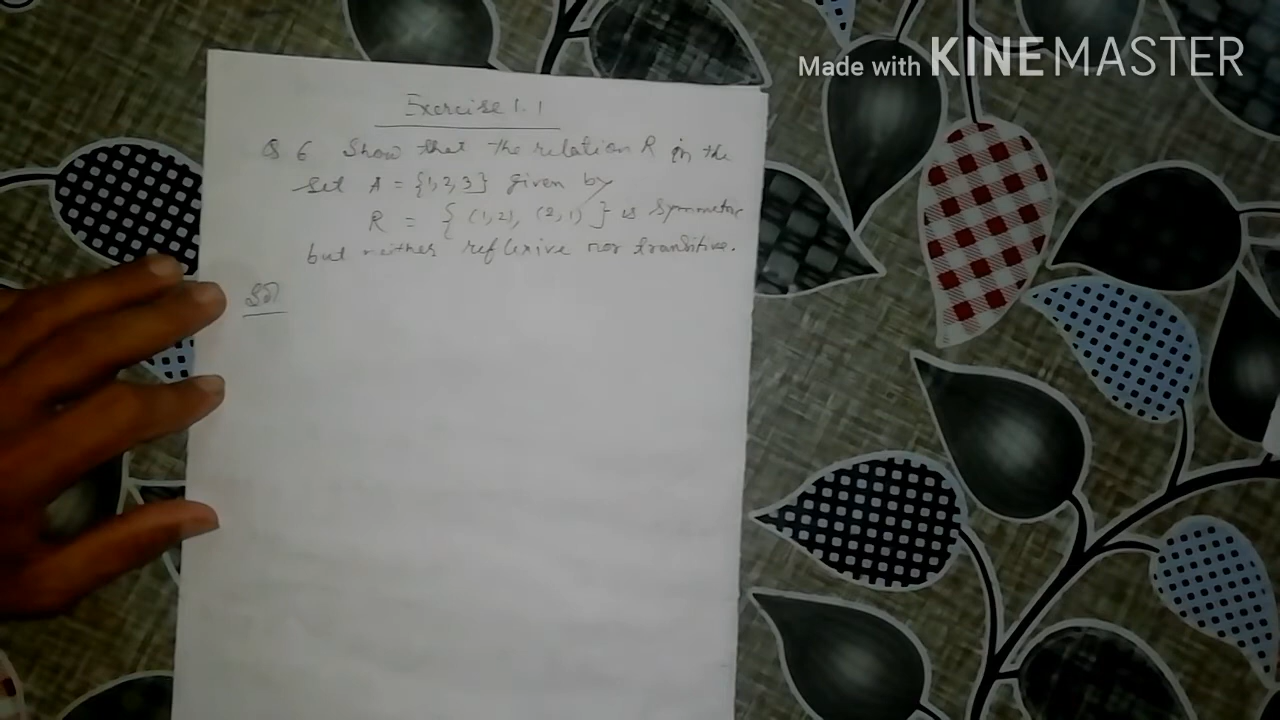 Made with KINEMASTER
Exercise 1.1
Q 6 Show that the relation R in the
set A = {1,2,3} given by
R = { (1,2), (2,1) } is symmetric
but neither reflexive nor transitive.
Sol